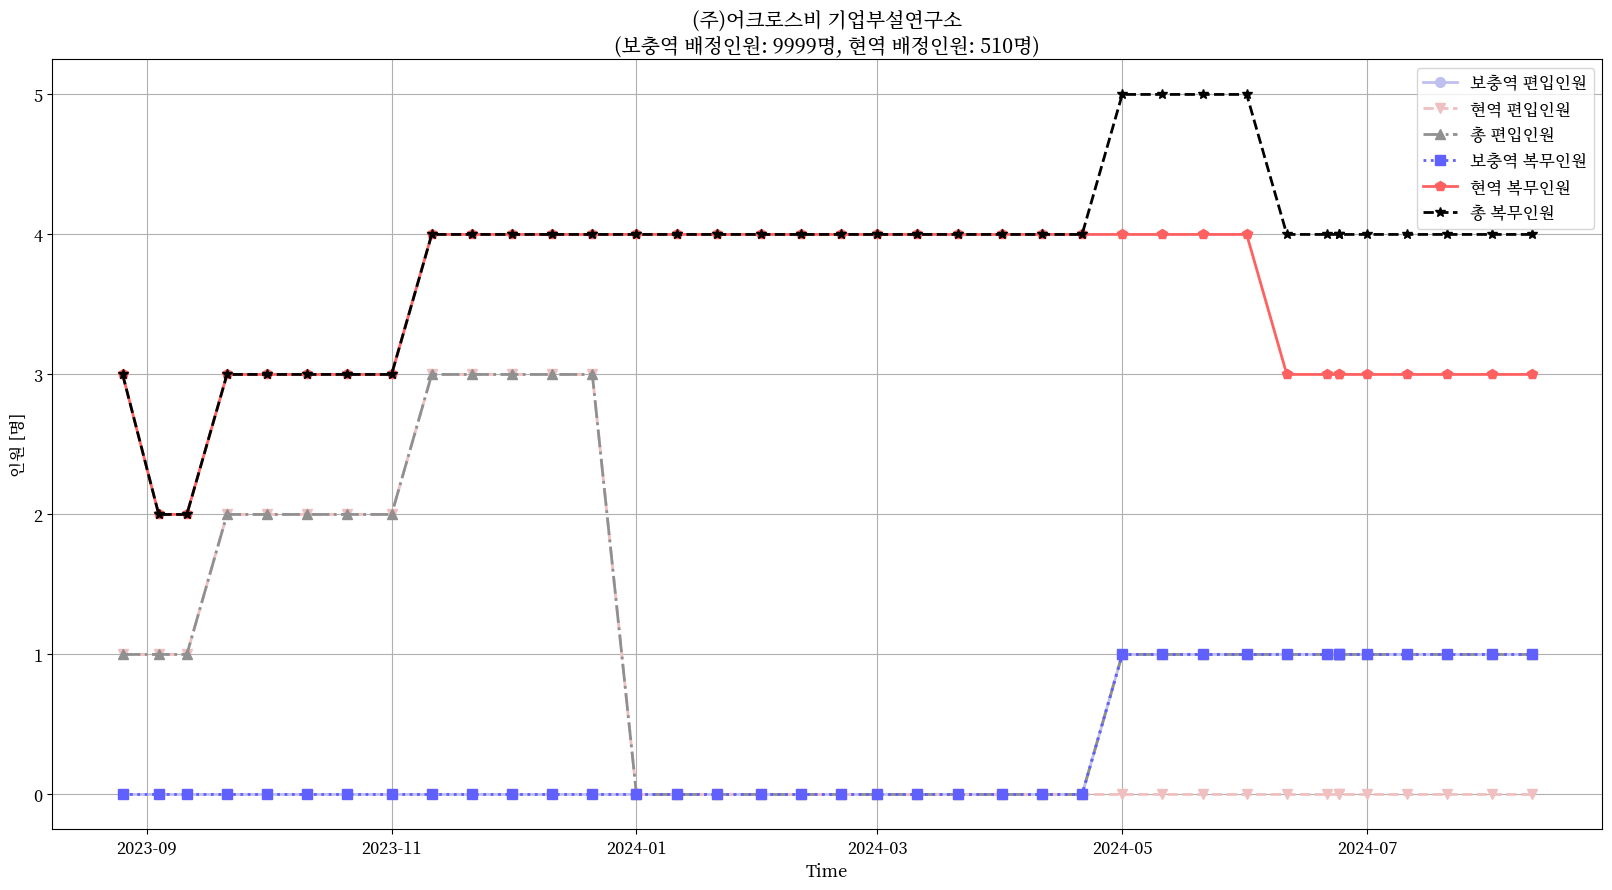 (주)어크로스비 기업부설연구소
(보충역 배정인원: 9999명, 현역 배정인원: 510명)
보충역 편입인원
현역 편입인원
총 편입인원
보충역 복무인원
현역 복무인원
총 복무인원
인원 [명]
5
4
3
2
1
0
2023-09
2023-11
2024-01
2024-03
2024-05
2024-07
Time